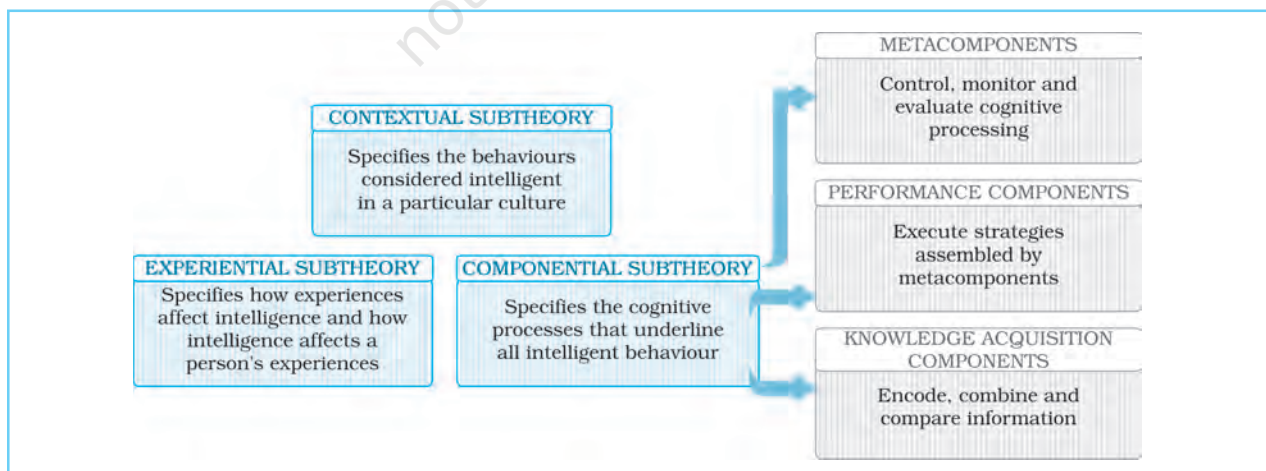 METACOMPONENTS
Control, monitor and
evaluate cognitive
processing
CONTEXTUAL SUBTHEORY
Specifies the behaviours
considered intelligent
in a particular culture
PERFORMANCE COMPONENTS
Execute strategies
assembled by
metacomponents
EXPERIENTIAL SUBTHEORY
Specifies how experiences
affect intelligence and how
intelligence affects a
person's experiences
COMPONENTIAL SUBTHEORY
Specifies the cognitive
processes that underline
all intelligent behaviour
KNOWLEDGE ACQUISITION
COMPONENTS
Encode, combine and
compare information